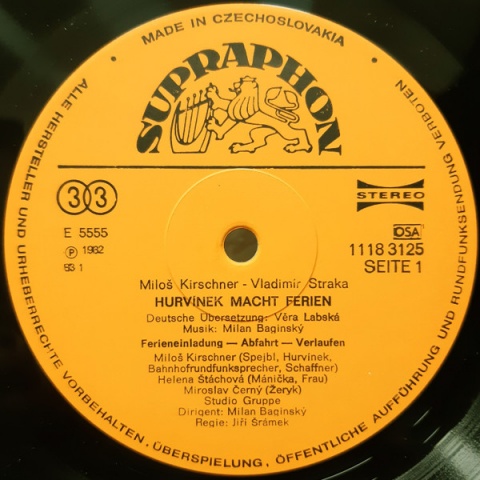 MADE IN CZECHOSLOVAKIA
SUPRAPHON
33
STEREO
E 5555
OSA
Ⓟ 1982
1118 3125
93 1
SEITE 1
Miloš Kirschner - Vladimír Straka
HURVÍNEK MACHT FERIEN
Deutsche Übersetzung: Věra Labská
Musik: Milan Baginský
Ferieneinladung — Abfahrt — Verlaufen
Miloš Kirschner (Spejbl, Hurvínek,
Bahnhofrundfunksprecher, Schaffner)
Helena Štáchová (Mánička, Frau)
Miroslav Černý (Žeryk)
Studio Gruppe
Dirigent: Milan Baginský
Regie: Jiří Šrámek
ALLE HERSTELLER UND URHEBERRECHTE VORBEHALTEN, ÜBERSPIELUNG, ÖFFENTLICHE AUFFÜHRUNG UND RUNDFUNKSENDUNG VERBOTEN